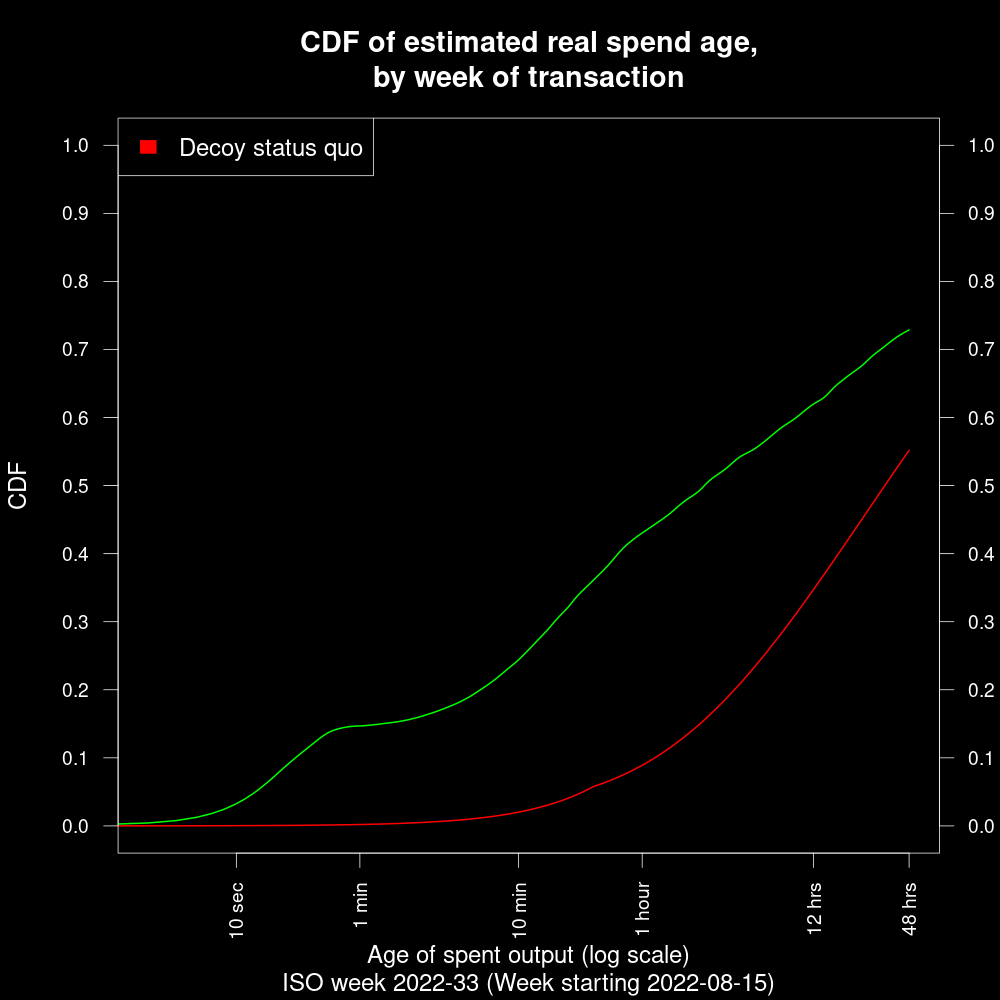 CDF of estimated real spend age,
by week of transaction
Decoy status quo
1.0 1.0
0.9 0.9
0.8 0.8
0.7 0.7
0.6 0.6
0.5 0.5
0.4 0.4
0.3 0.3
0.2 0.2
0.1 0.1
0.0 0.0
CDF
10 sec
1 min
10 min
1 hour
12 hrs
48 hrs
Age of spent output (log scale)
ISO week 2022-33 (Week starting 2022-08-15)